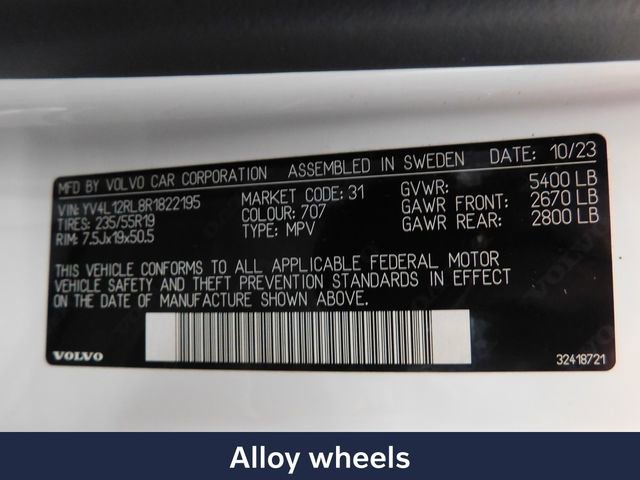 MFD BY VOLVO CAR CORPORATION ASSEMBLED IN SWEDEN DATE: 10/23
VIN: YV4L12RL8R1822195 MARKET CODE: 31 GVWR: 5400 LB
TIRES: 235/55R19 COLOUR: 707 GAWR FRONT: 2670 LB
RIM: 7.5Jx19x50.5 TYPE: MPV GAWR REAR: 2800 LB
THIS VEHICLE CONFORMS TO ALL APPLICABLE FEDERAL MOTOR
VEHICLE SAFETY AND THEFT PREVENTION STANDARDS IN EFFECT
ON THE DATE OF MANUFACTURE SHOWN ABOVE.
VOLVO 32418721
Alloy wheels